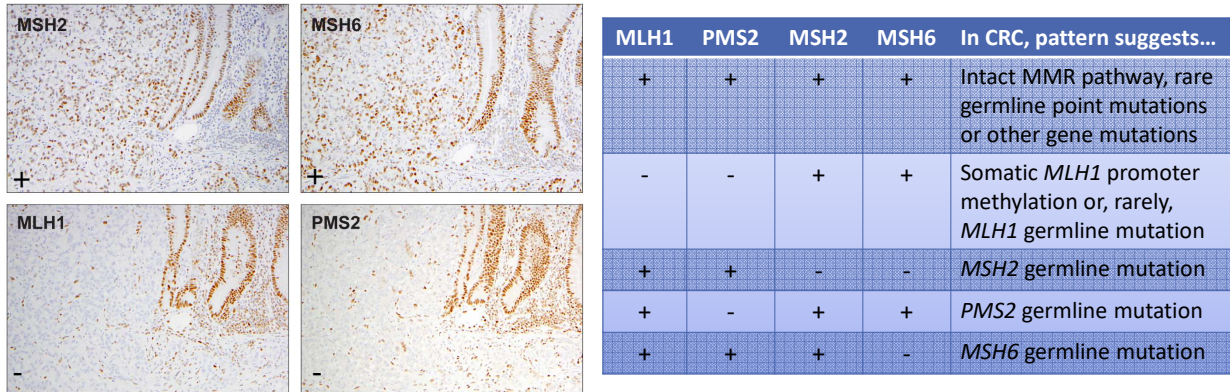 MSH2
+
MSH6
+
MLH1
-
PMS2
-
MLH1 PMS2 MSH2 MSH6 In CRC, pattern suggests…
+ + + + Intact MMR pathway, rare
germline point mutations
or other gene mutations
- - + + Somatic MLH1 promoter
methylation or, rarely,
MLH1 germline mutation
+ + - - MSH2 germline mutation
+ - + + PMS2 germline mutation
+ + + - MSH6 germline mutation